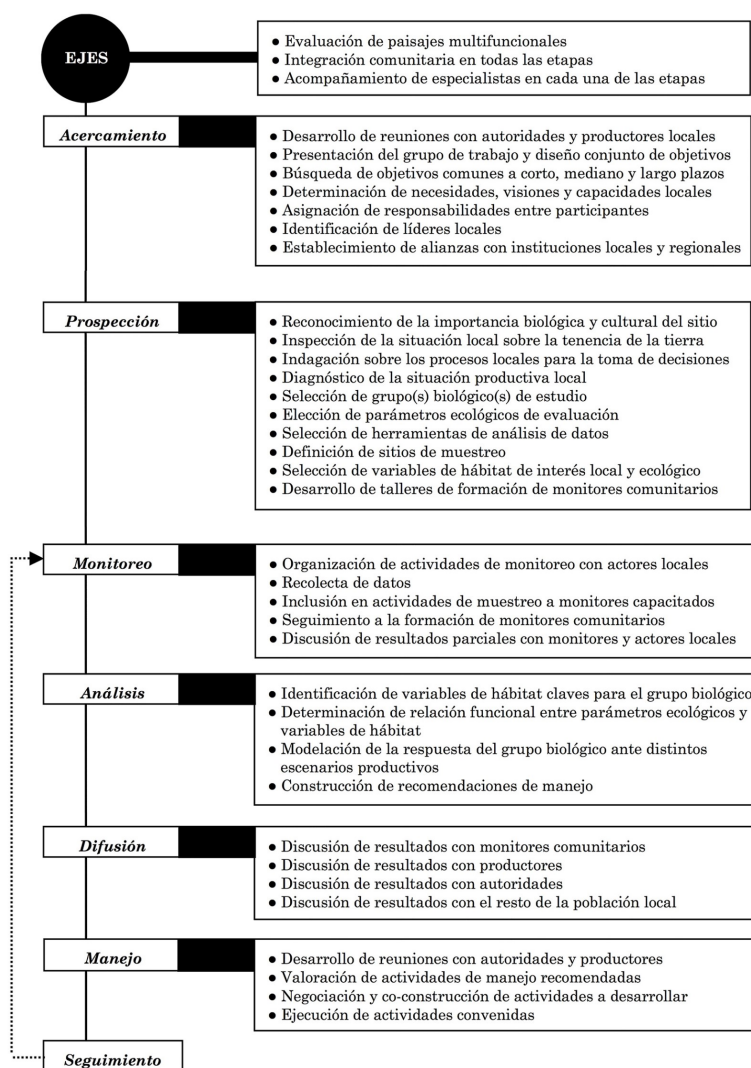 EJES
● Evaluación de paisajes multifuncionales
● Integración comunitaria en todas las etapas
● Acompañamiento de especialistas en cada una de las etapas
Acercamiento
● Desarrollo de reuniones con autoridades y productores locales
● Presentación del grupo de trabajo y diseño conjunto de objetivos
● Búsqueda de objetivos comunes a corto, mediano y largo plazos
● Determinación de necesidades, visiones y capacidades locales
● Asignación de responsabilidades entre participantes
● Identificación de líderes locales
● Establecimiento de alianzas con instituciones locales y regionales
Prospección
● Reconocimiento de la importancia biológica y cultural del sitio
● Inspección de la situación local sobre la tenencia de la tierra
● Indagación sobre los procesos locales para la toma de decisiones
● Diagnóstico de la situación productiva local
● Selección de grupo(s) biológico(s) de estudio
● Elección de parámetros ecológicos de evaluación
● Selección de herramientas de análisis de datos
● Definición de sitios de muestreo
● Selección de variables de hábitat de interés local y ecológico
● Desarrollo de talleres de formación de monitores comunitarios
Monitoreo
● Organización de actividades de monitoreo con actores locales
● Recolecta de datos
● Inclusión en actividades de muestreo a monitores capacitados
● Seguimiento a la formación de monitores comunitarios
● Discusión de resultados parciales con monitores y actores locales
Análisis
● Identificación de variables de hábitat claves para el grupo biológico
● Determinación de relación funcional entre parámetros ecológicos y
variables de hábitat
● Modelación de la respuesta del grupo biológico ante distintos
escenarios productivos
● Construcción de recomendaciones de manejo
Difusión
● Discusión de resultados con monitores comunitarios
● Discusión de resultados con productores
● Discusión de resultados con autoridades
● Discusión de resultados con el resto de la población local
Manejo
● Desarrollo de reuniones con autoridades y productores
● Valoración de actividades de manejo recomendadas
● Negociación y co-construcción de actividades a desarrollar
● Ejecución de actividades convenidas
Seguimiento